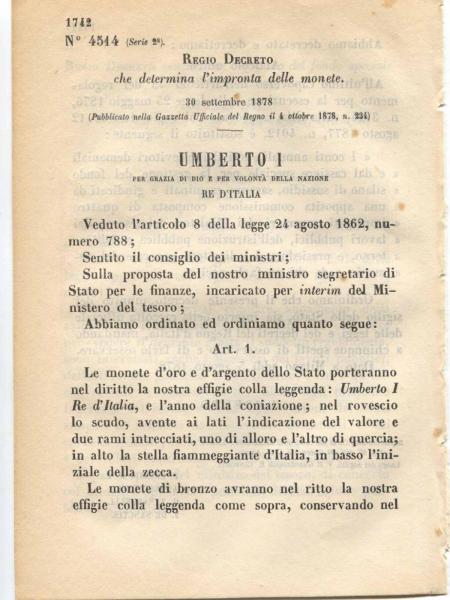 1742
N° 4514 (Serie 2ª).
REGIO DECRETO
che determina l'impronta delle monete.
30 settembre 1878
(Pubblicato nella Gazzetta Ufficiale del Regno il 4 ottobre 1878, n. 234)
UMBERTO I
PER GRAZIA DI DIO E PER VOLONTÀ DELLA NAZIONE
RE D'ITALIA
Veduto l'articolo 8 della legge 24 agosto 1862, nu-
mero 788;
Sentito il consiglio dei ministri;
Sulla proposta del nostro ministro segretario di
Stato per le finanze, incaricato per interim del Mi-
nistero del tesoro;
Abbiamo ordinato ed ordiniamo quanto segue:
Art. 1.
Le monete d'oro e d'argento dello Stato porteranno
nel diritto la nostra effigie colla leggenda: Umberto I
Re d'Italia, e l'anno della coniazione; nel rovescio
lo scudo, avente ai lati l'indicazione del valore e
due rami intrecciati, uno di alloro e l'altro di quercia;
in alto la stella fiammeggiante d'Italia, in basso l'ini-
ziale della zecca.
Le monete di bronzo avranno nel ritto la nostra
effigie colla leggenda come sopra, conservando nel